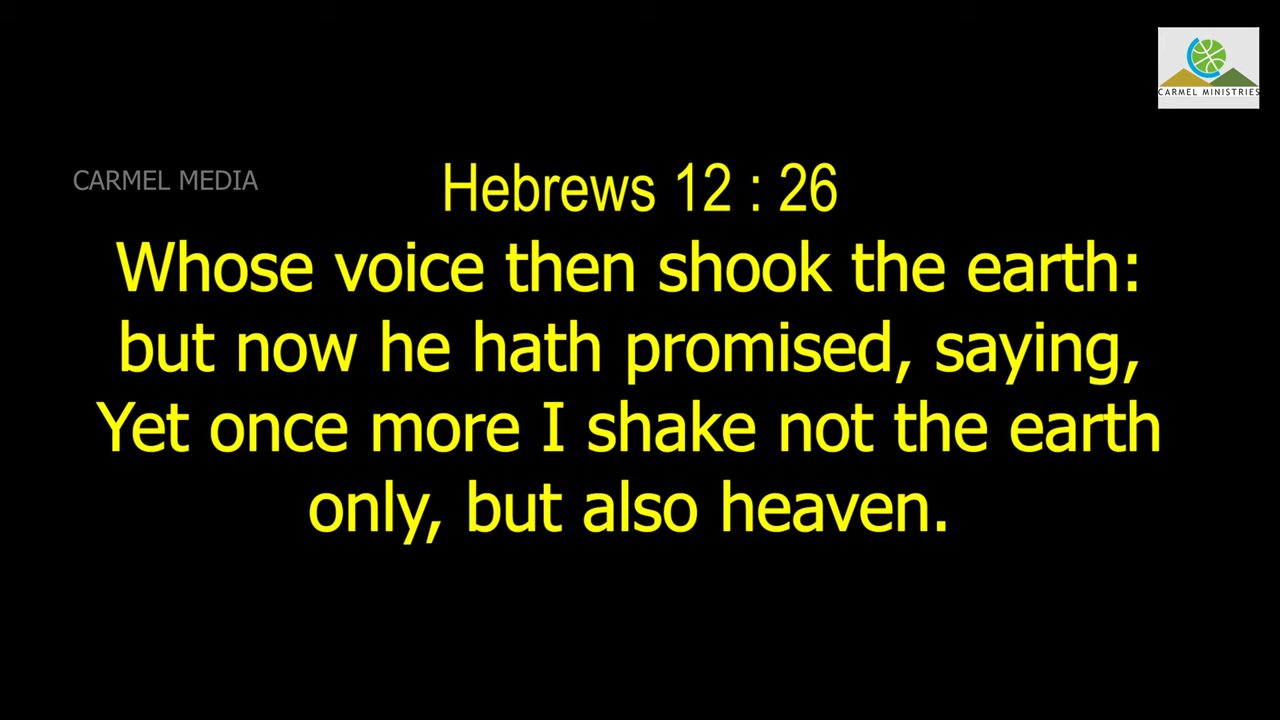 CARMEL MINISTRIES
CARMEL MEDIA
Hebrews 12 : 26
Whose voice then shook the earth:
but now he hath promised, saying,
Yet once more I shake not the earth
only, but also heaven.